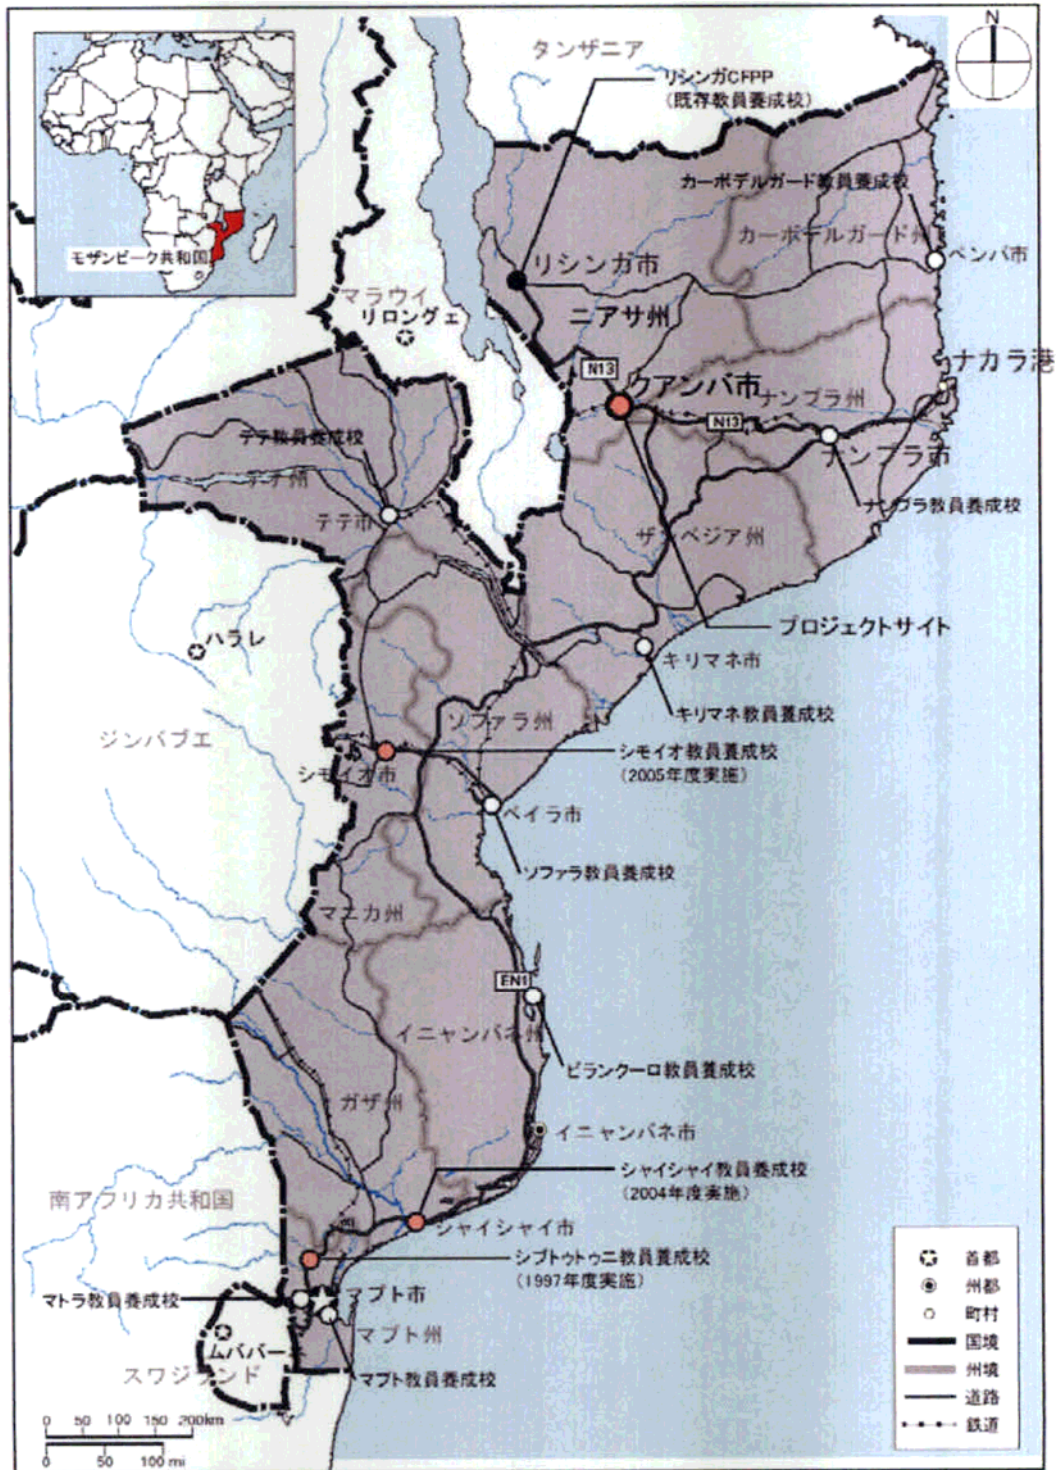 N
タンザニア
リシンガCFPP
(既存教員養成校)
カーボデルガード教員養成校
カーボデルガード州
ペンバ市
モザンビーク共和国
リシンガ市
マラウイ
リロングェ
ニアサ州
N13
ナカラ港
クアンバ市
ナンプラ州
N13
ナンプラ市
テテ教員養成校
テテ州
テテ市
ナンプラ教員養成校
ザンベジア州
プロジェクトサイト
ハラレ
キリマネ市
キリマネ教員養成校
ソファラ州
ジンバブエ
シモイオ教員養成校
(2005年度実施)
シモイオ市
ベイラ市
ソファラ教員養成校
マニカ州
EN1
イニャンバネ州
ビランクーロ教員養成校
ガザ州
イニャンバネ市
シャイシャイ教員養成校
(2004年度実施)
南アフリカ共和国
シャイシャイ市
シブトゥトゥニ教員養成校
(1997年度実施)
マトラ教員養成校
マプト市
マプト州
ムババー
スワジランド
マプト教員養成校
首都
州都
町村
国境
州境
道路
鉄道
0 50 100 150 200km
0 50 100 mi